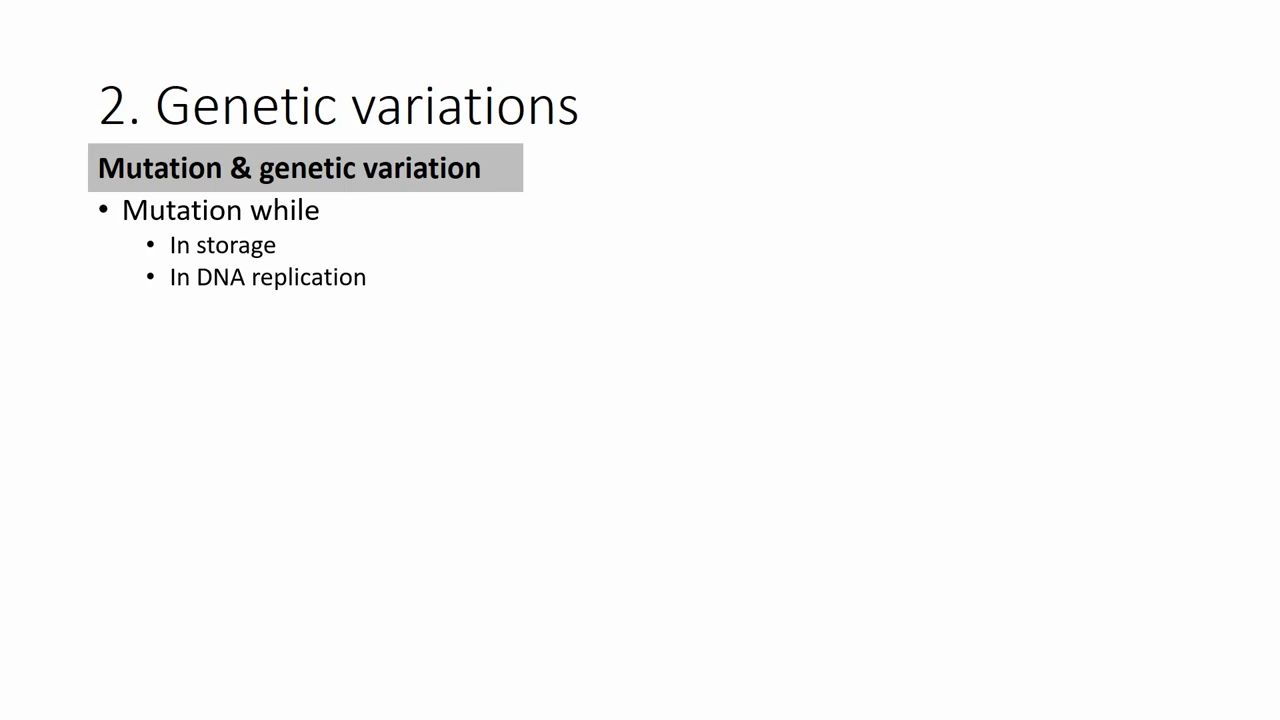 2. Genetic variations
Mutation & genetic variation
• Mutation while
• In storage
• In DNA replication